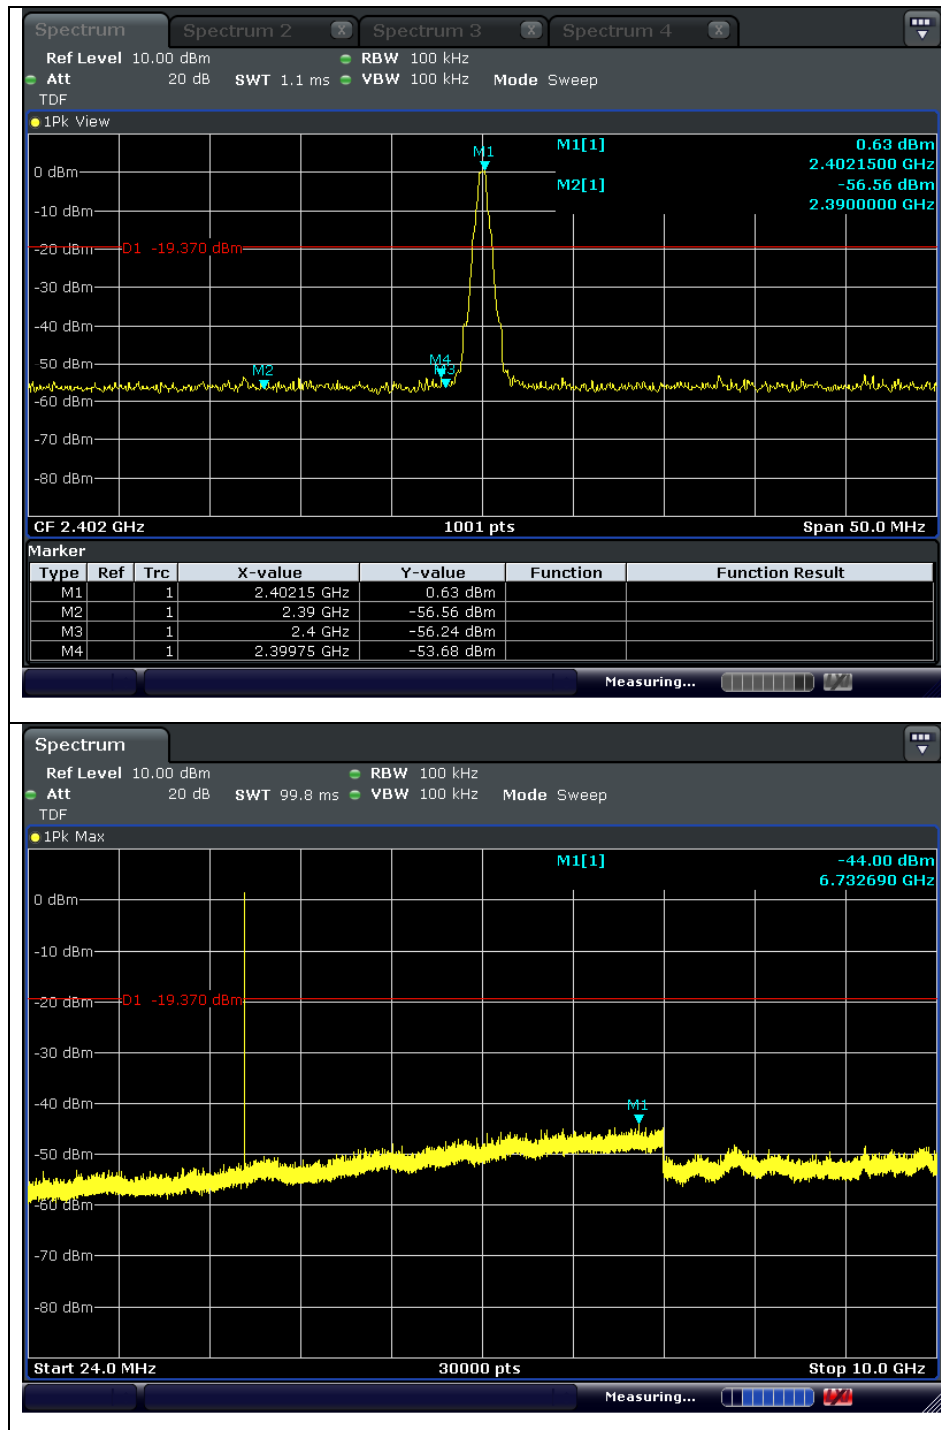 Spectrum Spectrum 2 X Spectrum 3 X Spectrum 4 X
Ref Level 10.00 dBm RBW 100 kHz
Att 20 dB SWT 1.1 ms VBW 100 kHz Mode Sweep
TDF
1Pk View
M1[1] 0.63 dBm
2.4021500 GHz
M2[1] -56.56 dBm
2.3900000 GHz
M1
0 dBm
-10 dBm
-20 dBm D1 -19.370 dBm
-30 dBm
-40 dBm
-50 dBm
M2 M4 M3
-60 dBm
-70 dBm
-80 dBm
CF 2.402 GHz 1001 pts Span 50.0 MHz
Marker
Type Ref Trc X-value Y-value Function Function Result
M1 1 2.40215 GHz 0.63 dBm
M2 1 2.39 GHz -56.56 dBm
M3 1 2.4 GHz -56.24 dBm
M4 1 2.39975 GHz -53.68 dBm
Measuring...
Spectrum
Ref Level 10.00 dBm RBW 100 kHz
Att 20 dB SWT 99.8 ms VBW 100 kHz Mode Sweep
TDF
1Pk Max
M1[1] -44.00 dBm
6.732690 GHz
0 dBm
-10 dBm
-20 dBm D1 -19.370 dBm
-30 dBm
-40 dBm
M1
-50 dBm
-60 dBm
-70 dBm
-80 dBm
Start 24.0 MHz 30000 pts Stop 10.0 GHz
Measuring...